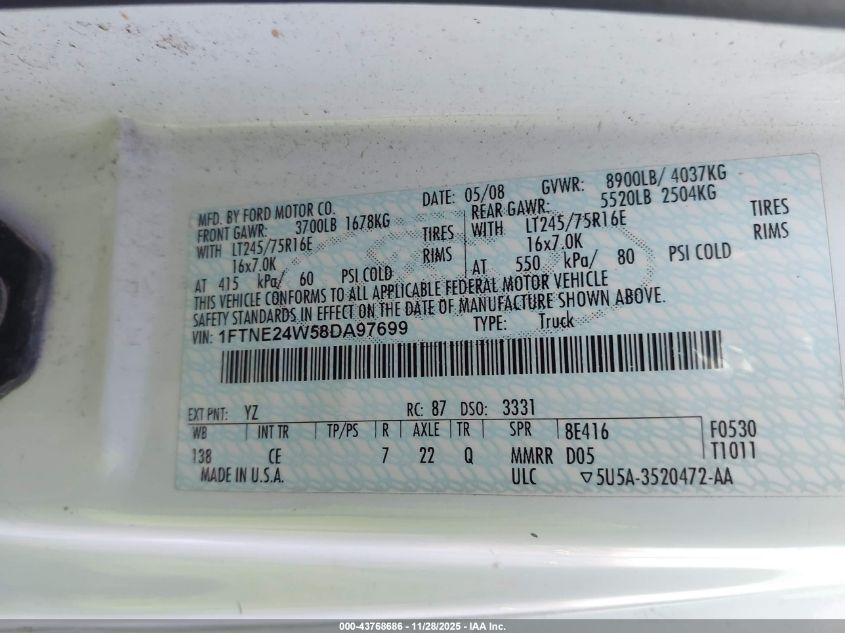 MFD. BY FORD MOTOR CO. DATE: 05/08 GVWR: 8900LB/ 4037KG
FRONT GAWR: 3700LB 1678KG REAR GAWR: 5520LB 2504KG
WITH LT245/75R16E TIRES WITH LT245/75R16E TIRES
16x7.0K RIMS 16x7.0K RIMS
AT 415 kPa/ 60 PSI COLD AT 550 kPa/ 80 PSI COLD
THIS VEHICLE CONFORMS TO ALL APPLICABLE FEDERAL MOTOR VEHICLE
SAFETY STANDARDS IN EFFECT ON THE DATE OF MANUFACTURE SHOWN ABOVE.
VIN: 1FTNE24W58DA97699 TYPE: Truck
EXT PNT: YZ RC: 87 DSO: 3331
WB INT TR TP/PS R AXLE TR SPR 8E416 F0530
138 CE 7 22 Q MMRR D05 T1011
MADE IN U.S.A. ULC ▽5U5A-3520472-AA
000-43768686 - 11/28/2025 - IAA Inc.